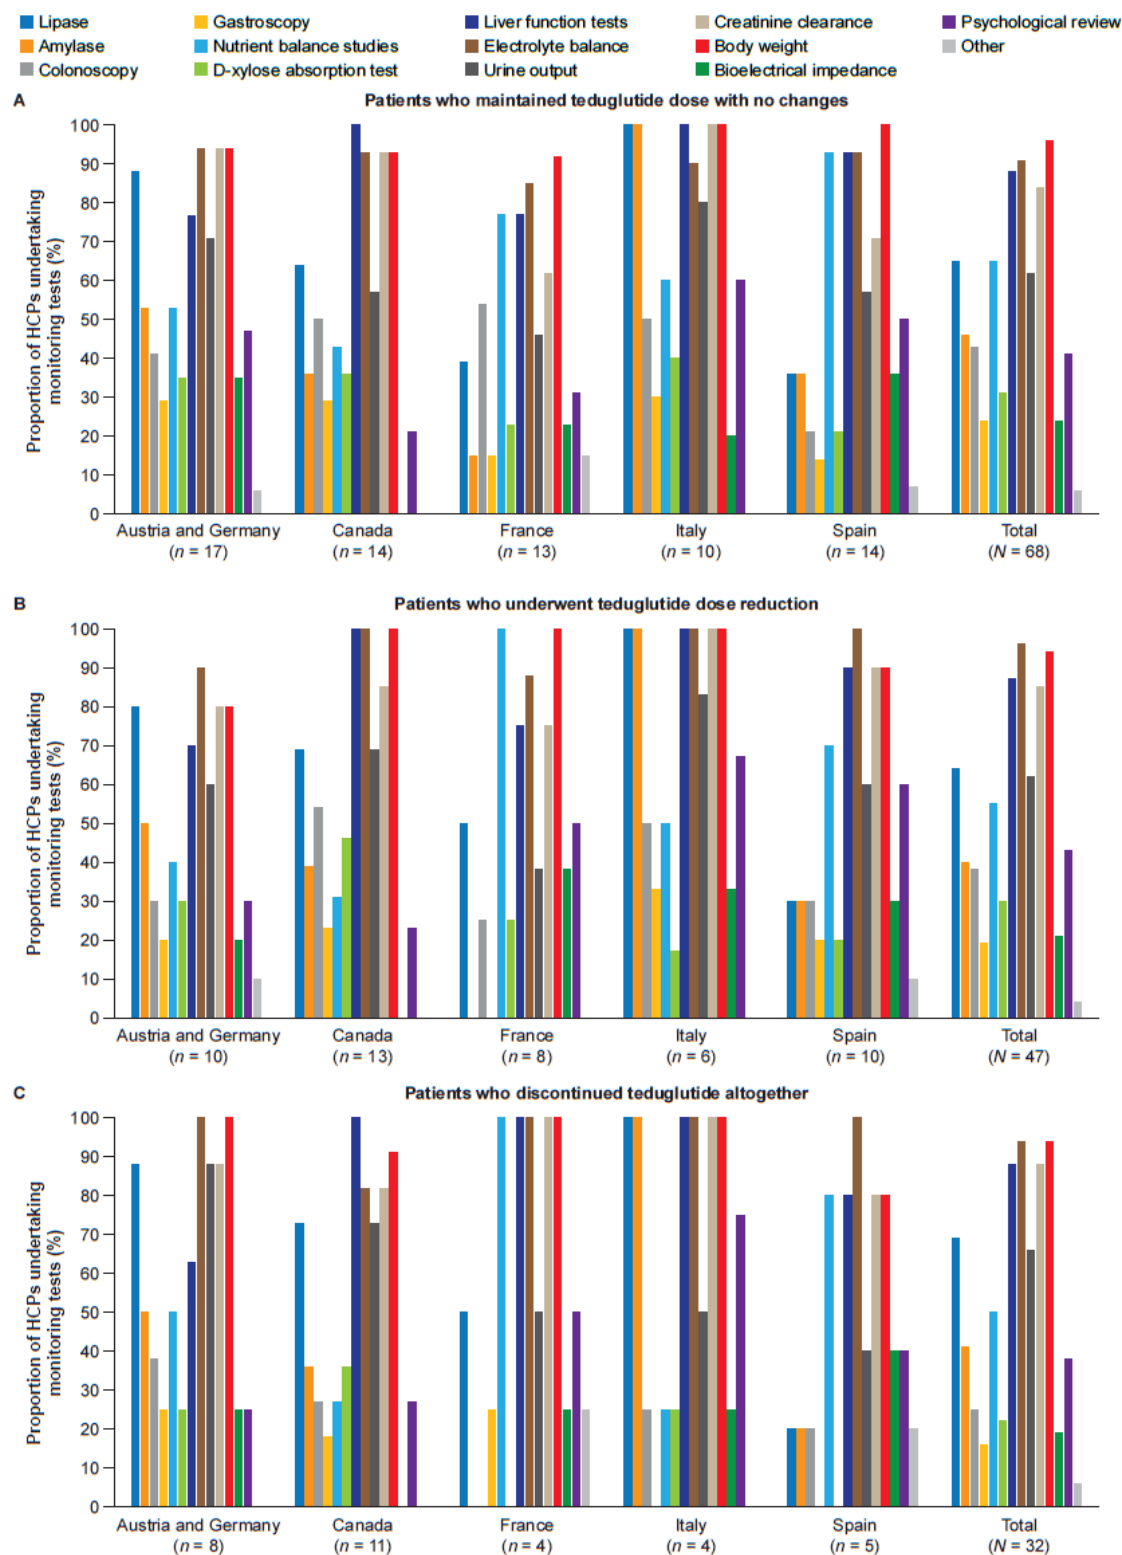 Lipase Gastroscopy Liver function tests Creatinine clearance Psychological review
Amylase Nutrient balance studies Electrolyte balance Body weight Other
Colonoscopy D-xylose absorption test Urine output Bioelectrical impedance
A Patients who maintained teduglutide dose with no changes
Proportion of HCPs undertaking
monitoring tests (%)
100
90
80
70
60
50
40
30
20
10
0
Austria and Germany Canada France Italy Spain Total
(n = 17) (n = 14) (n = 13) (n = 10) (n = 14) (N = 68)
B Patients who underwent teduglutide dose reduction
Proportion of HCPs undertaking
monitoring tests (%)
100
90
80
70
60
50
40
30
20
10
0
Austria and Germany Canada France Italy Spain Total
(n = 10) (n = 13) (n = 8) (n = 6) (n = 10) (N = 47)
C Patients who discontinued teduglutide altogether
Proportion of HCPs undertaking
monitoring tests (%)
100
90
80
70
60
50
40
30
20
10
0
Austria and Germany Canada France Italy Spain Total
(n = 8) (n = 11) (n = 4) (n = 4) (n = 5) (N = 32)